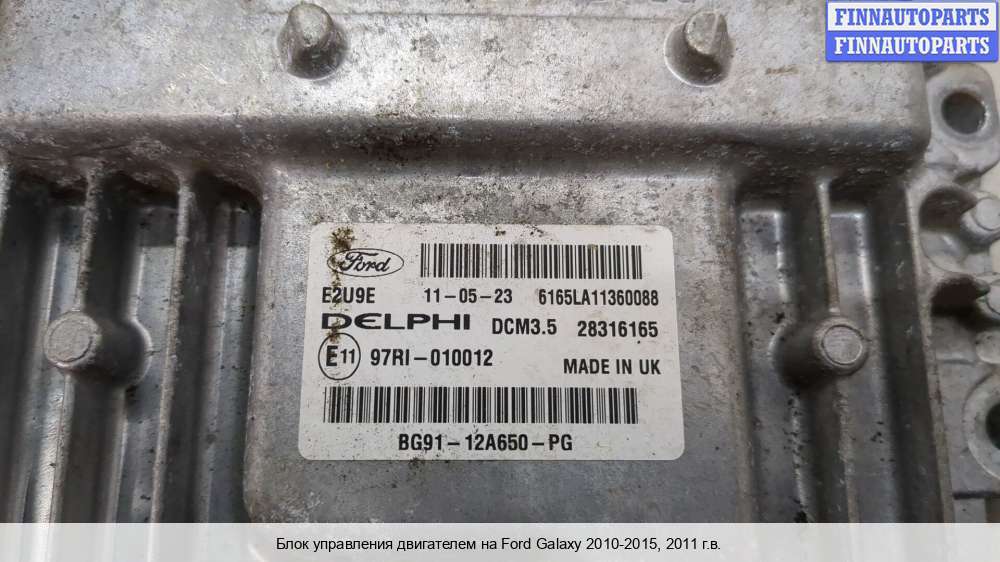 FINNAUTOPARTS
FINNAUTOPARTS
Ford
E2U9E 11-05-23 6165LA11360088
DELPHI DCM3.5 28316165
E11 97RI-010012 MADE IN UK
BG91-12A650-PG
Блок управления двигателем на Ford Galaxy 2010-2015, 2011 г.в.